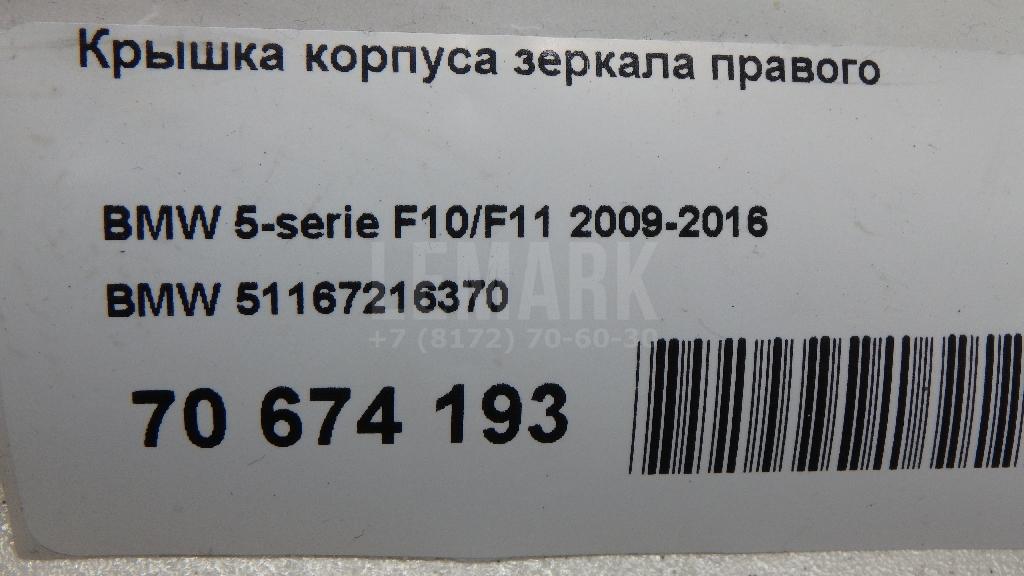 Крышка корпуса зеркала правого
BMW 5-serie F10/F11 2009-2016
LEMARK
BMW 51167216370
+7 (8172) 70-60-30
70 674 193